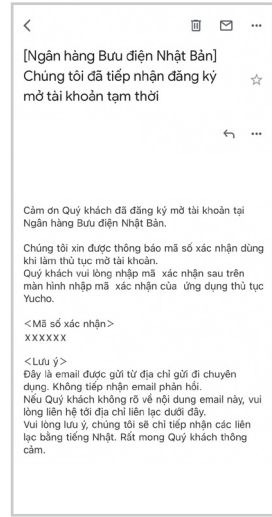 [Ngân hàng Bưu điện Nhật Bản]
Chúng tôi đã tiếp nhận đăng ký
mở tài khoản tạm thời
Cảm ơn Quý khách đã đăng ký mở tài khoản tại
Ngân hàng Bưu điện Nhật Bản.
Chúng tôi xin được thông báo mã số xác nhận dùng
khi làm thủ tục mở tài khoản.
Quý khách vui lòng nhập mã xác nhận sau trên
màn hình nhập mã xác nhận của ứng dụng thủ tục
Yucho.
<Mã số xác nhận>
XXXXXX
<Lưu ý>
Đây là email được gửi từ địa chỉ gửi đi chuyên
dụng. Không tiếp nhận email phản hồi.
Nếu Quý khách không rõ về nội dung email này, vui
lòng liên hệ tới địa chỉ liên lạc dưới đây.
Vui lòng lưu ý, chúng tôi sẽ chỉ tiếp nhận các liên
lạc bằng tiếng Nhật. Rất mong Quý khách thông
cảm.